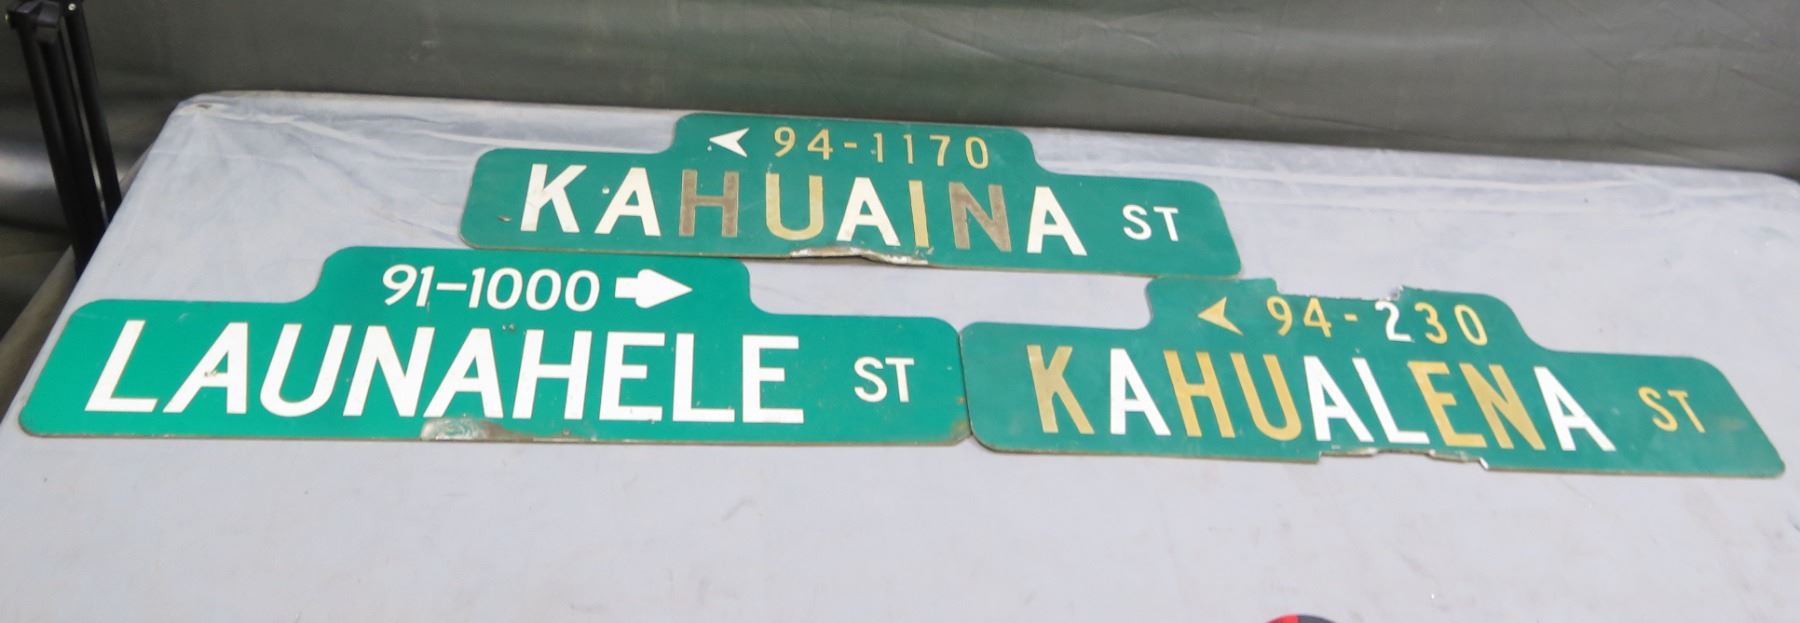 94-1170
KAHUAINA ST
91-1000
LAUNAHELE ST
94-230
KAHUALENA ST